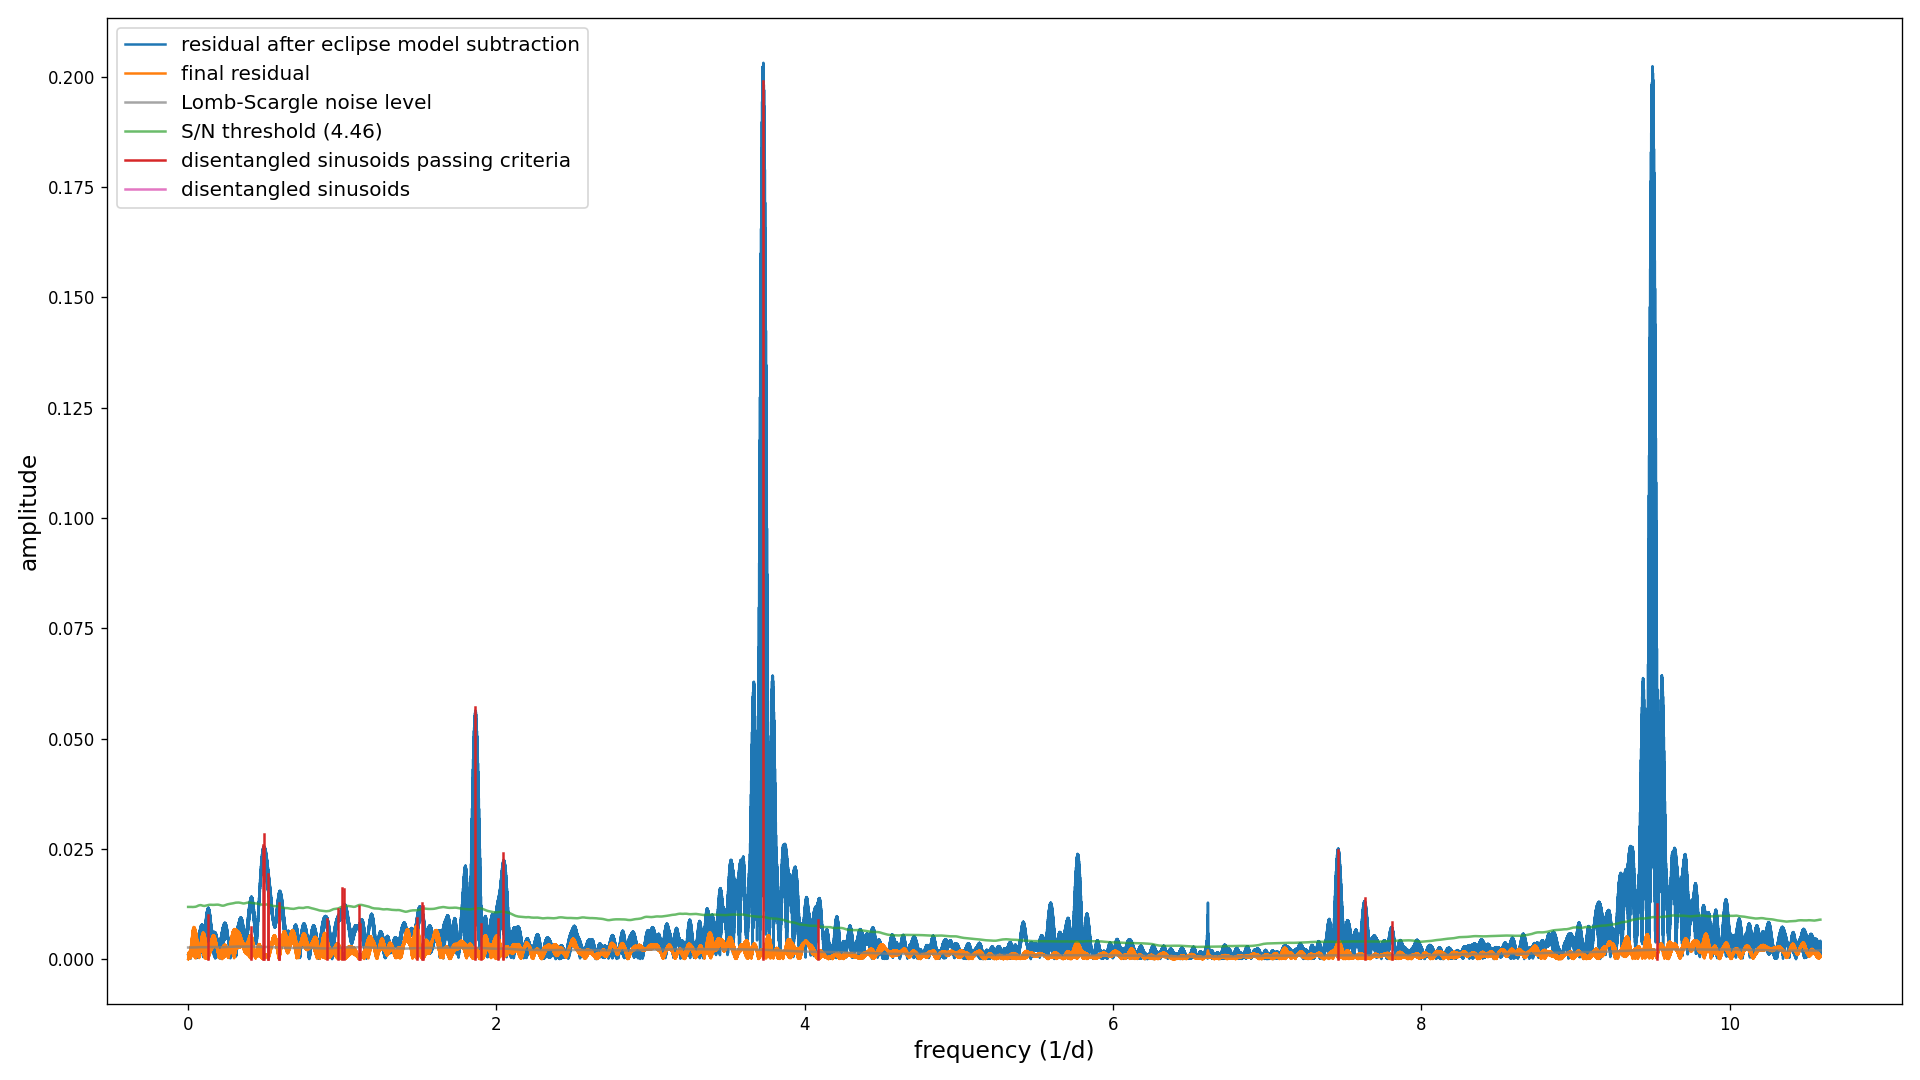 residual after eclipse model subtraction
final residual
Lomb-Scargle noise level
S/N threshold (4.46)
disentangled sinusoids passing criteria
disentangled sinusoids
0.200
0.175
0.150
0.125
0.100
0.075
0.050
0.025
0.000
amplitude
0 2 4 6 8 10
frequency (1/d)